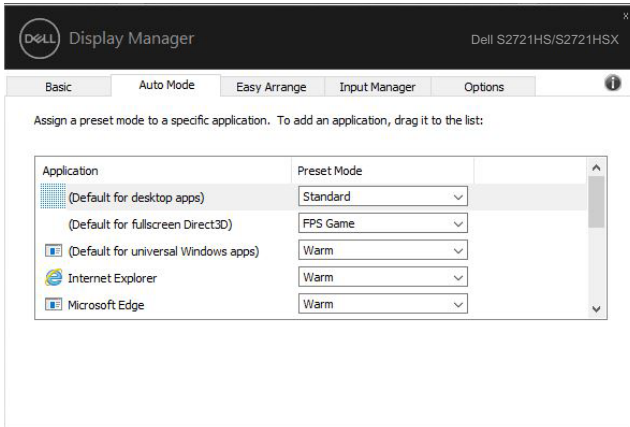 x
DELL Display Manager Dell S2721HS/S2721HSX
Basic Auto Mode Easy Arrange Input Manager Options i
Assign a preset mode to a specific application. To add an application, drag it to the list:
Application Preset Mode
(Default for desktop apps) Standard
(Default for fullscreen Direct3D) FPS Game
(Default for universal Windows apps) Warm
Internet Explorer Warm
Microsoft Edge Warm